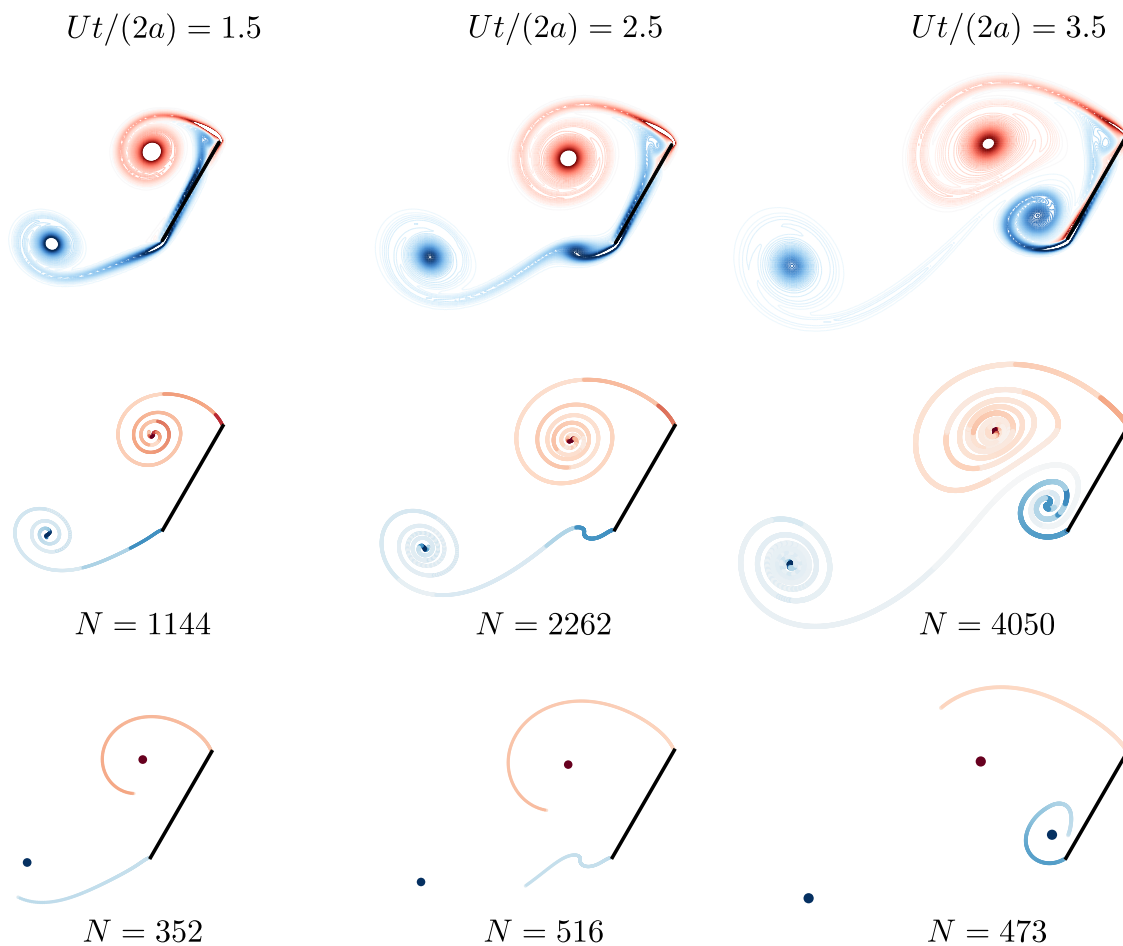 Ut/(2a) = 1.5
Ut/(2a) = 2.5
Ut/(2a) = 3.5
N = 1144
N = 2262
N = 4050
N = 352
N = 516
N = 473